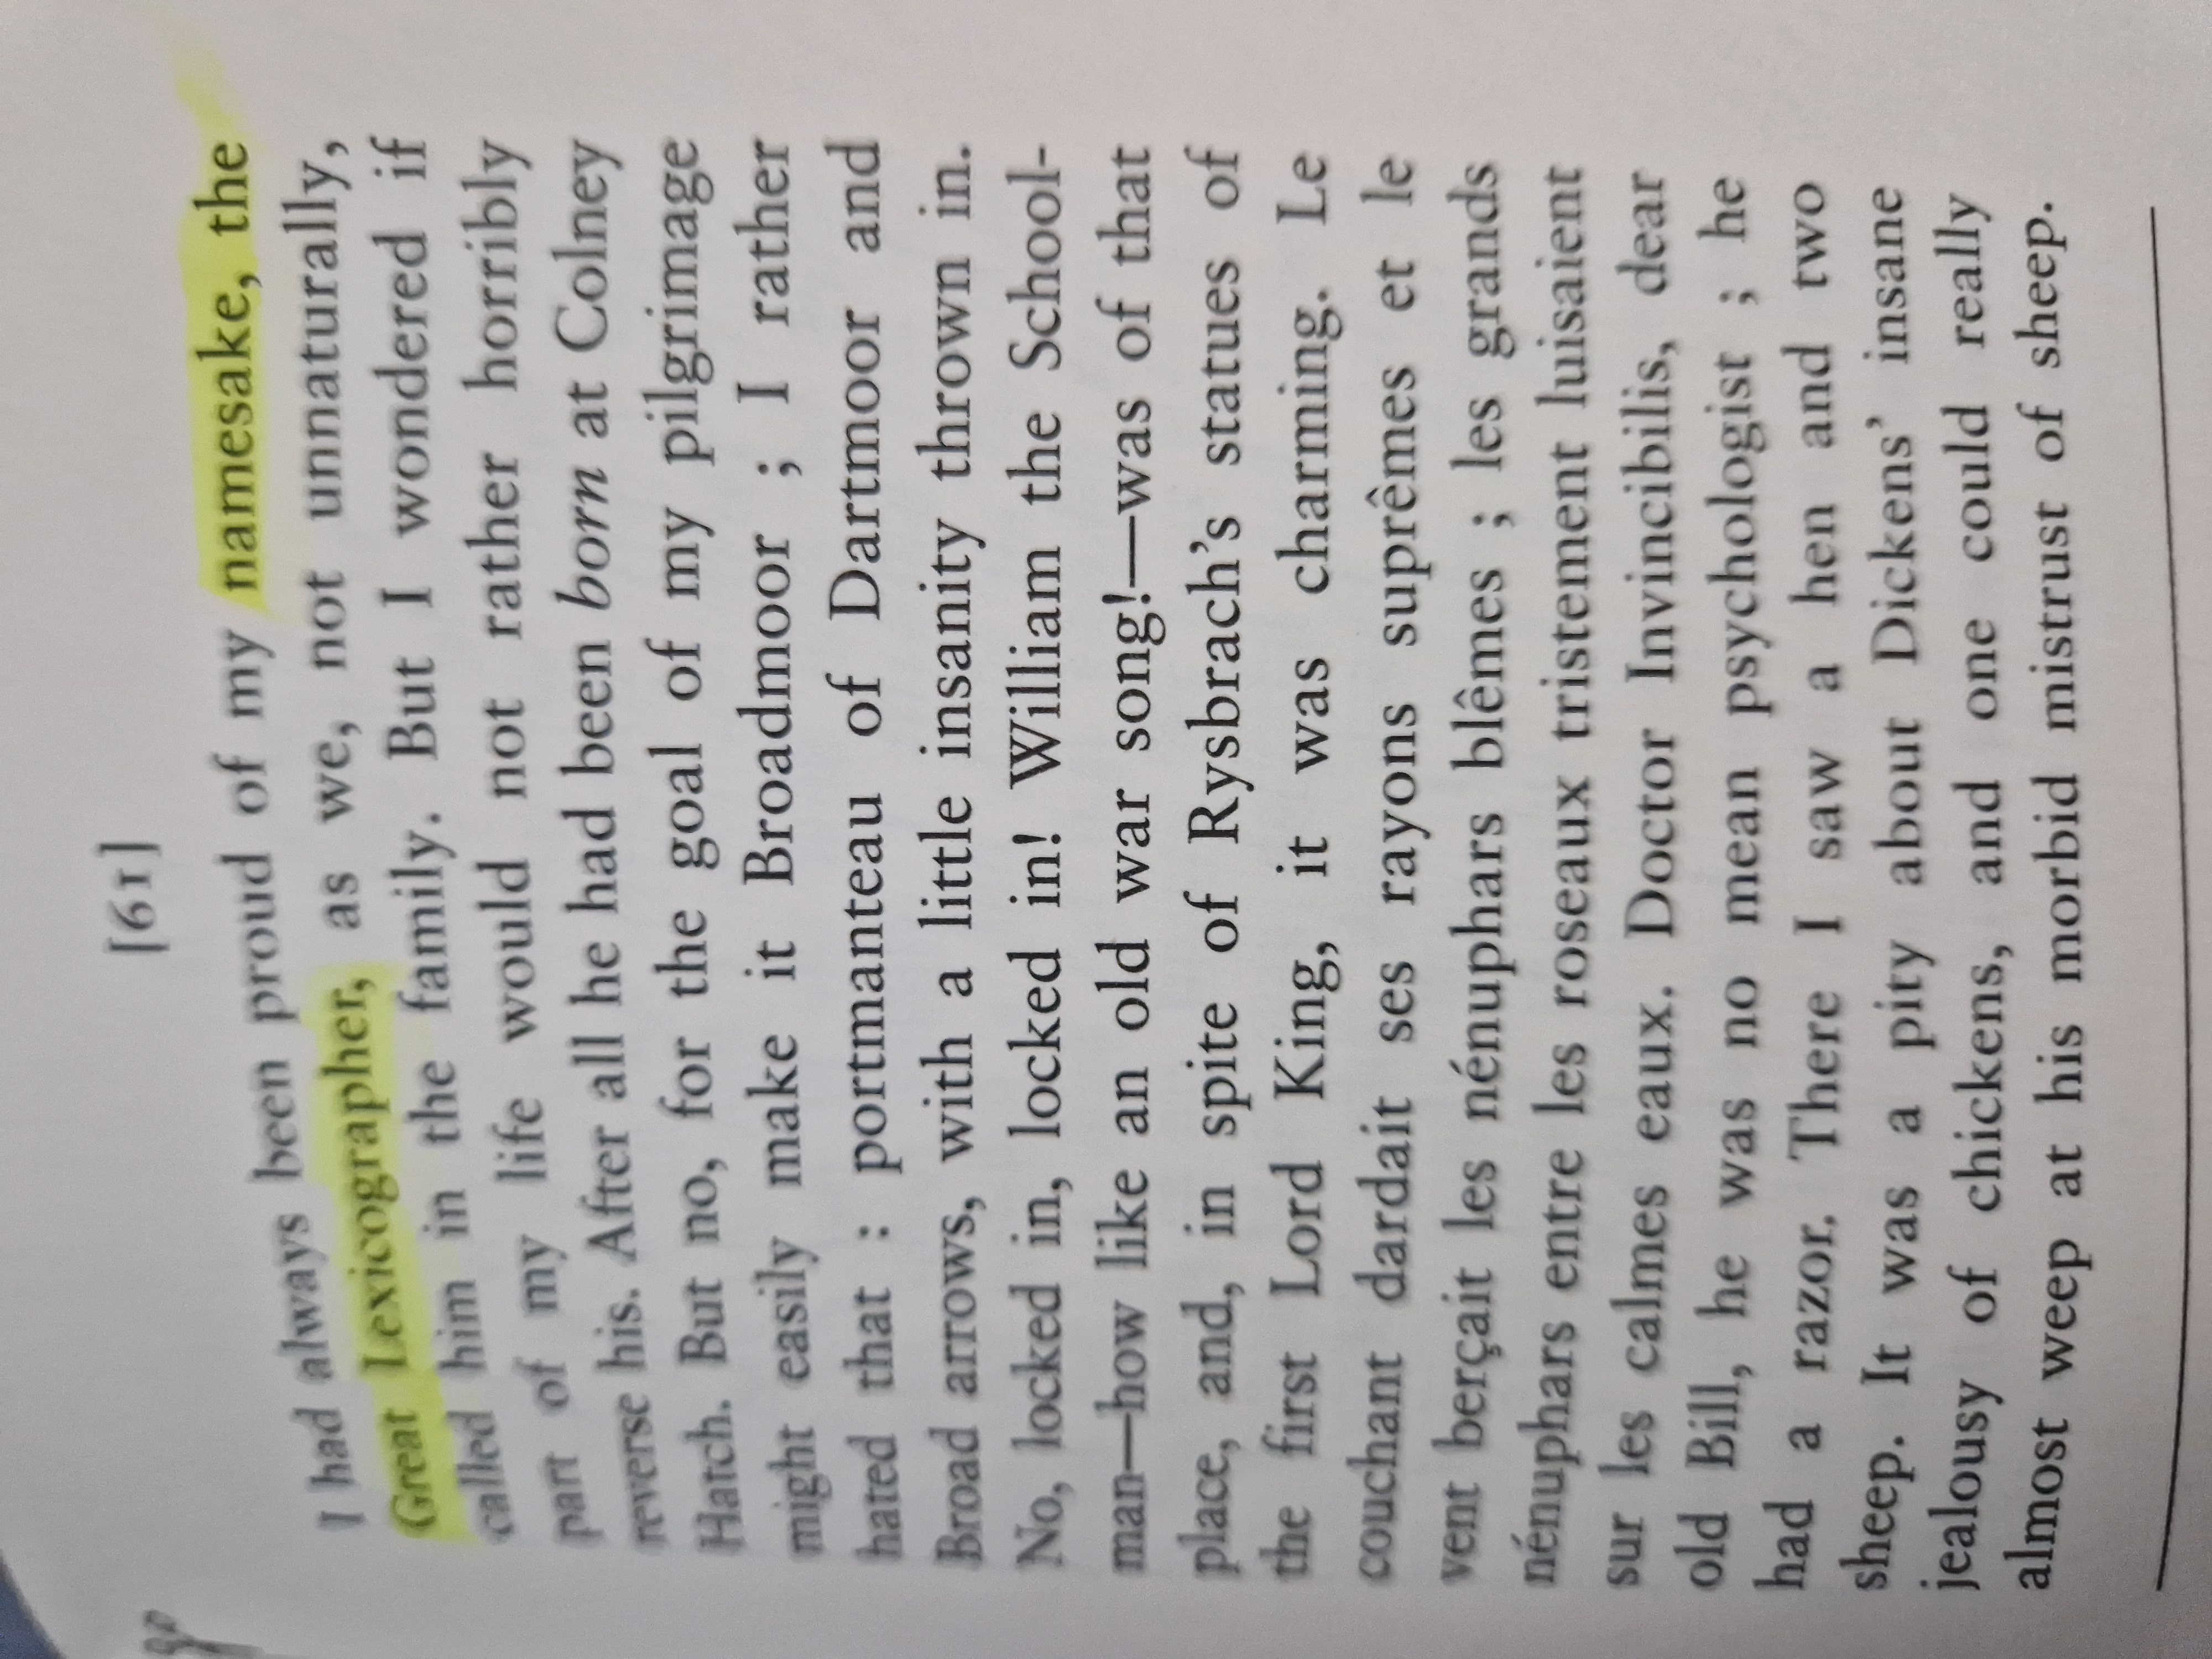 [61]
I had always been proud of my namesake, the
Great Lexicographer, as we, not unnaturally,
called him in the family. But I wondered if
part of my life would not rather horribly
reverse his. After all he had been born at Colney
Hatch. But no, for the goal of my pilgrimage
might easily make it Broadmoor ; I rather
hated that : portmanteau of Dartmoor and
Broad arrows, with a little insanity thrown in.
No, locked in, locked in! William the School-
man—how like an old war song!—was of that
place, and, in spite of Rysbrach's statues of
the first Lord King, it was charming. Le
couchant dardait ses rayons suprêmes et le
vent berçait les nénuphars blêmes ; les grands
nénuphars entre les roseaux tristement luisaient
sur les calmes eaux. Doctor Invincibilis, dear
old Bill, he was no mean psychologist ; he
had a razor. There I saw a hen and two
sheep. It was a pity about Dickens' insane
jealousy of chickens, and one could really
almost weep at his morbid mistrust of sheep.